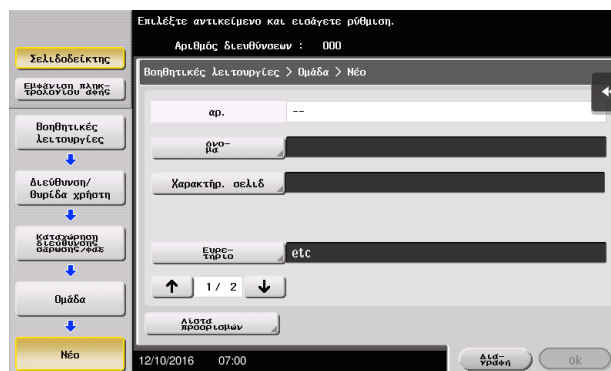 Επιλέξτε αντικείμενο και εισάγετε ρύθμιση.
Αριθμός διευθύνσεων : 000
Σελιδοδείκτης
Εμφάνιση πληκ-
τρολογίου αφής
Βοηθητικές λειτουργίες > Ομάδα > Νέο
αρ.
--
Βοηθητικές
λειτουργίες
όνο-
μα
Διεύθυνση/
Θυρίδα χρήστη
Χαρακτήρ. σελιδ
Καταχώρηση
διεύθυνσης
σάρωσης/φαξ
Ευρε-
τήριο
etc
1/ 2
Ομάδα
Λίστα
προορισμών
Νέο
12/10/2016 07:00
Δια-
γραφή
ok